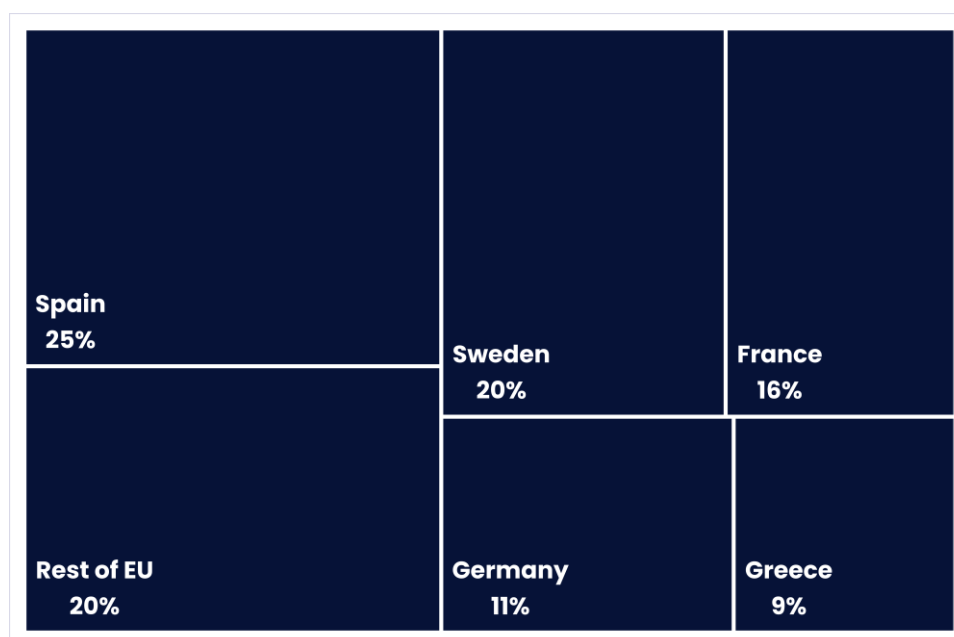 Spain
25%
Sweden
20%
France
16%
Rest of EU
20%
Germany
11%
Greece
9%